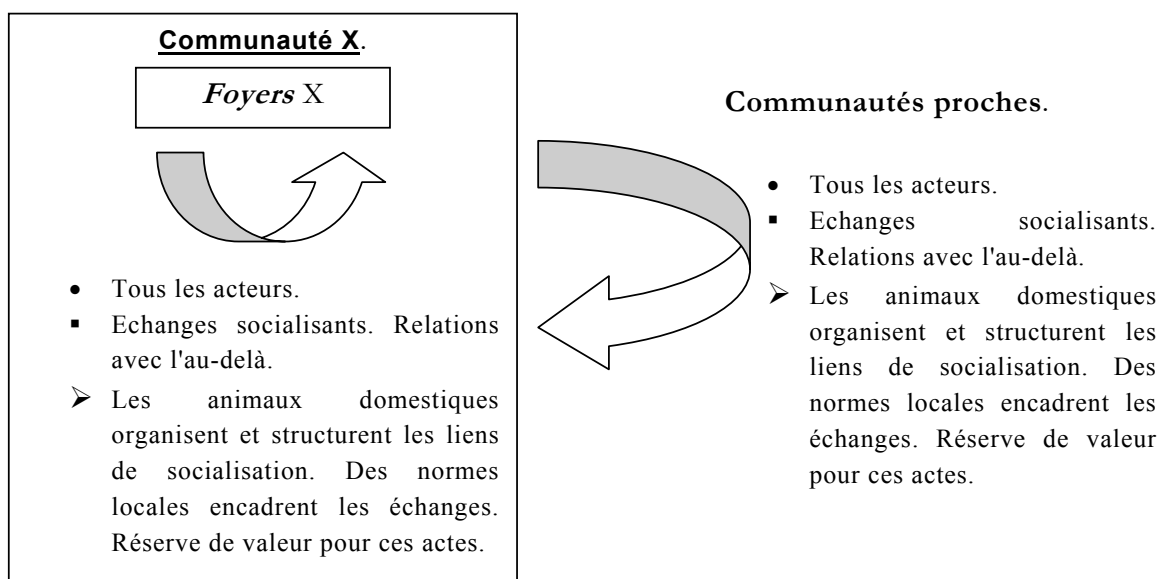 Communauté X.
Foyers X
• Tous les acteurs.
▪ Echanges socialisants. Relations
avec l'au-delà.
➢ Les animaux domestiques
organisent et structurent les liens
de socialisation. Des normes
locales encadrent les échanges.
Réserve de valeur pour ces actes.
Communautés proches.
• Tous les acteurs.
▪ Echanges socialisants.
Relations avec l'au-delà.
➢ Les animaux domestiques
organisent et structurent les
liens de socialisation. Des
normes locales encadrent les
échanges. Réserve de valeur
pour ces actes.